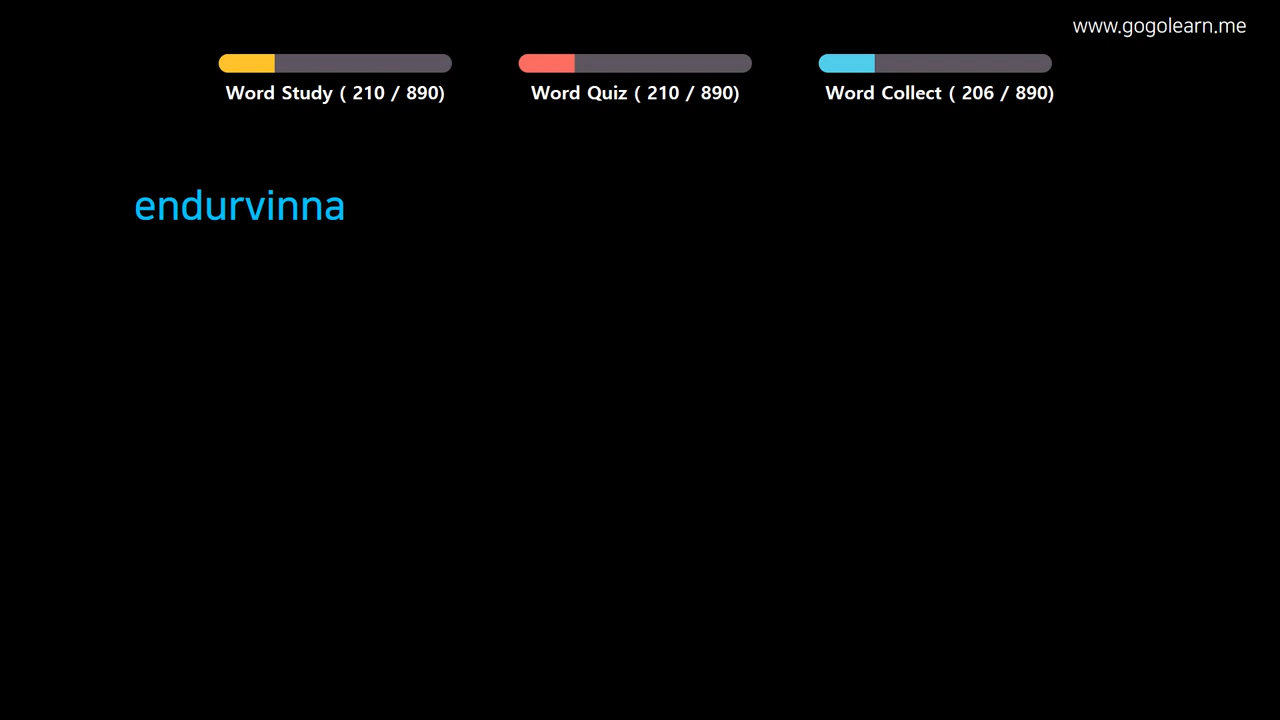 www.gogolearn.me
Word Study ( 210 / 890)
Word Quiz ( 210 / 890)
Word Collect ( 206 / 890)
endurvinna